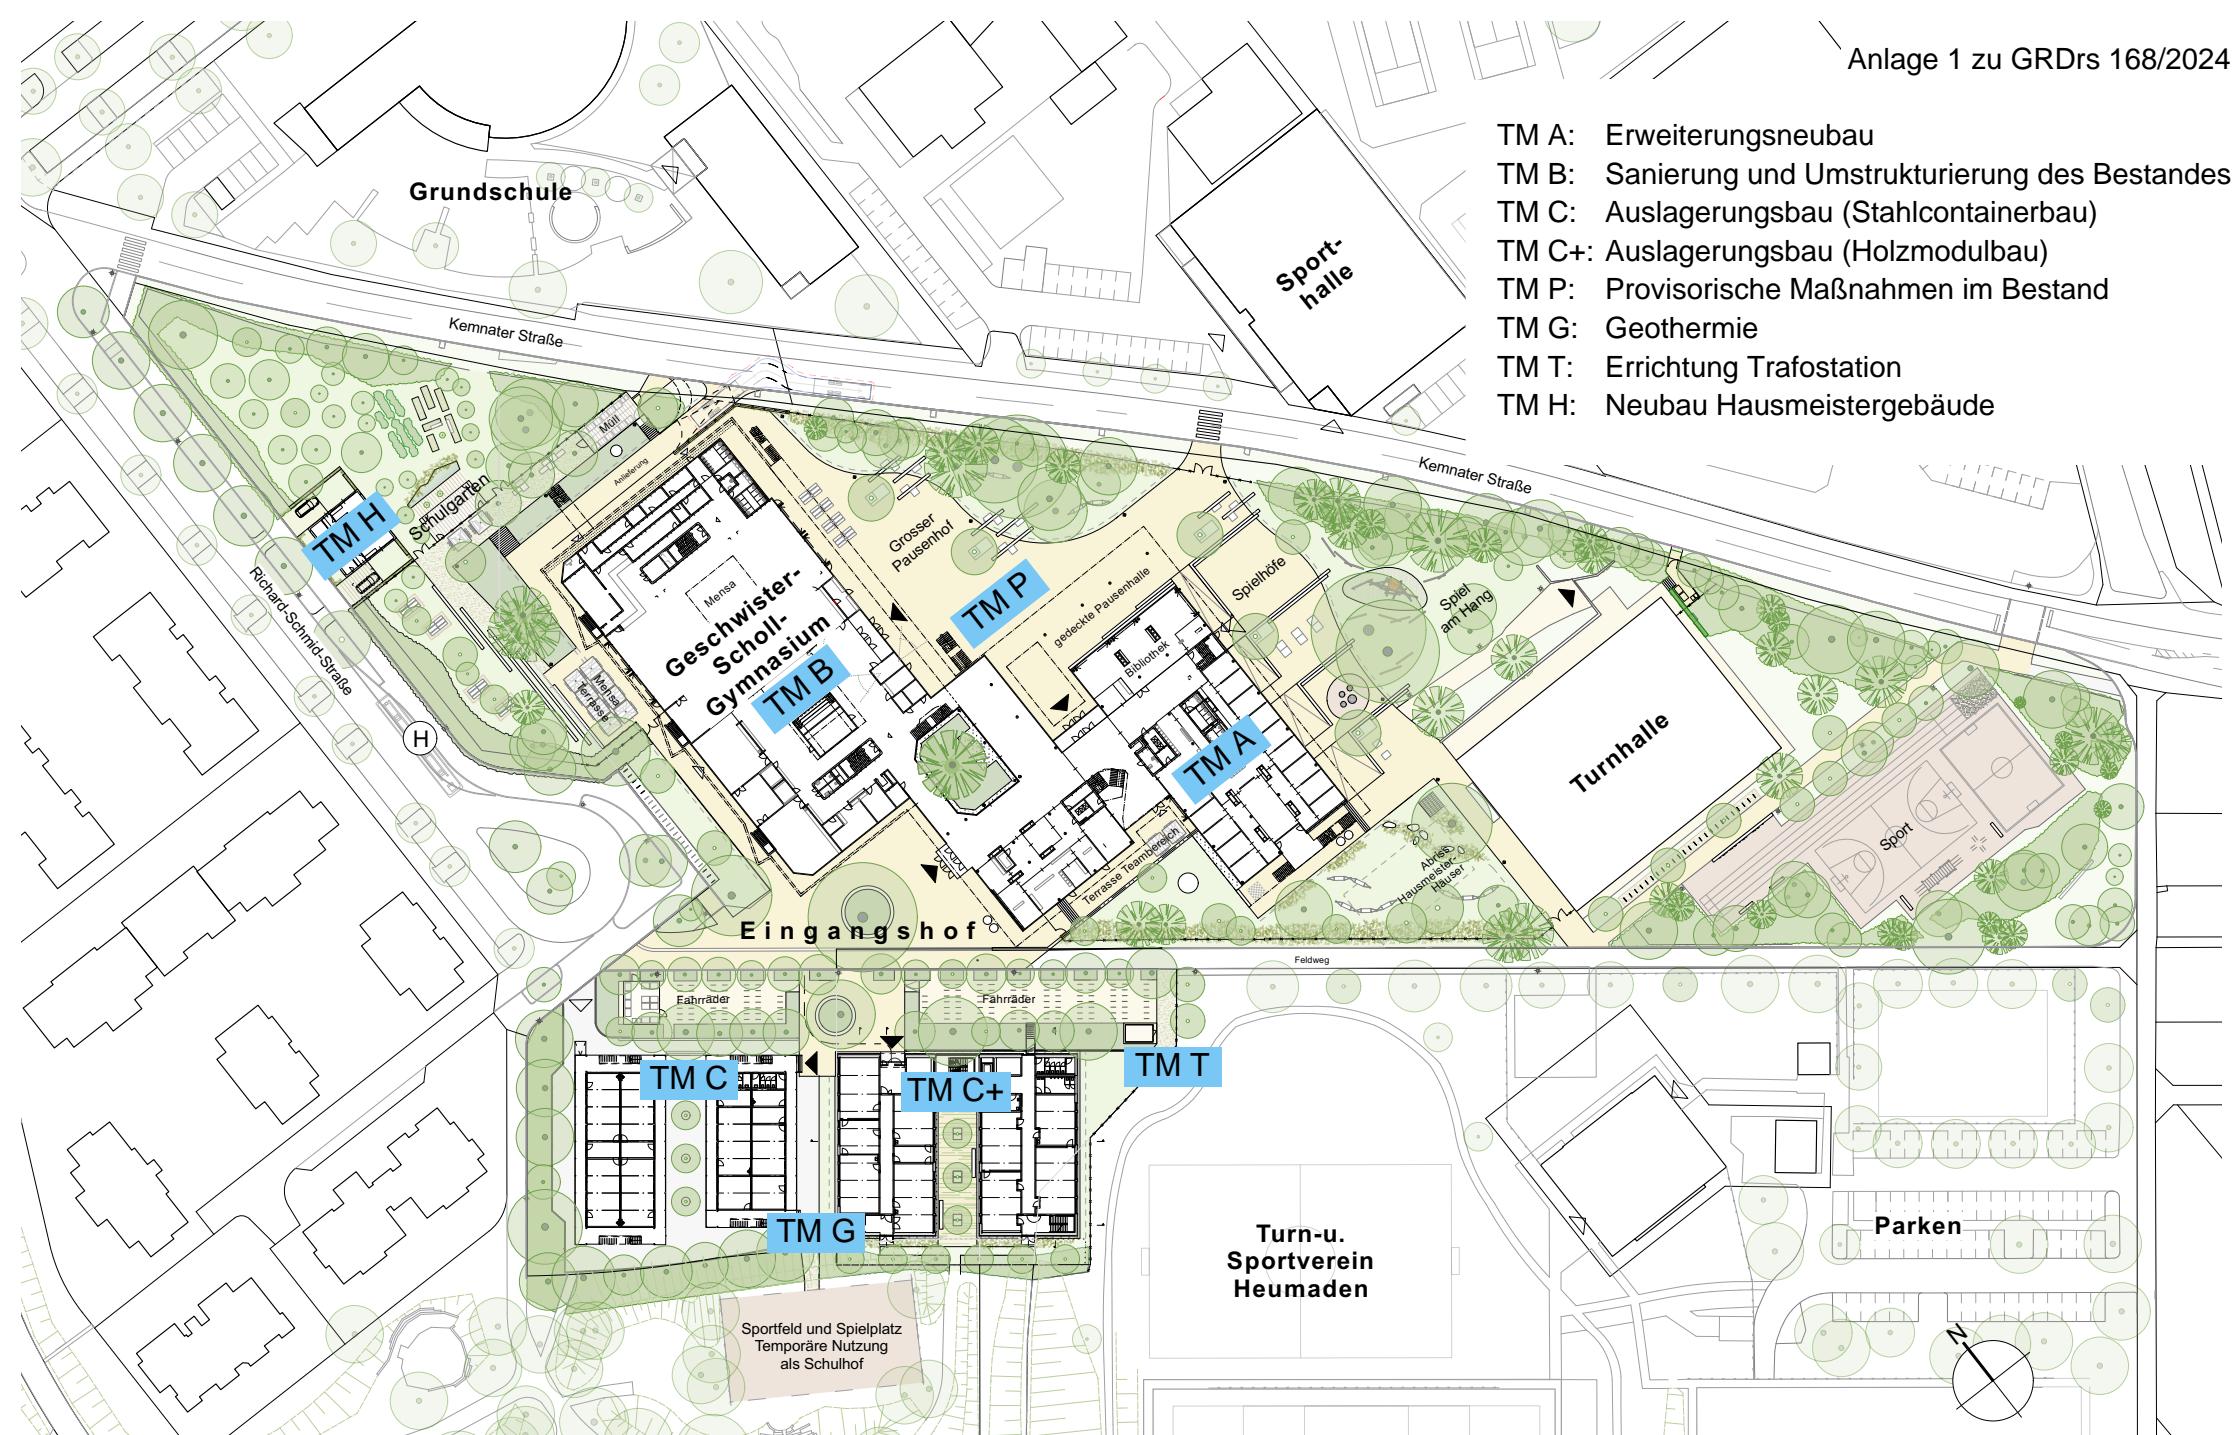 Anlage 1 zu GRDrs 168/2024
TM A: Erweiterungsneubau
TM B: Sanierung und Umstrukturierung des Bestandes
TM C: Auslagerungsbau (Stahlcontainerbau)
TM C+: Auslagerungsbau (Holzmodulbau)
TM P: Provisorische Maßnahmen im Bestand
TM G: Geothermie
TM T: Errichtung Trafostation
TM H: Neubau Hausmeistergebäude
Grundschule
Sport-
halle
Kemnater Straße
Kemnater Straße
Müll
Anlieferung
Schulgarten
TM H
Richard-Schmid-Straße
H
Grosser
Pausenhof
Mensa
Geschwister-
Scholl-
Gymnasium
TM B
Mensa
Terrasse
TM P
gedeckte Pausenhalle
Bibliothek
Spielhöfe
Spiel
am Hang
TM A
Turnhalle
Sport
Terrasse Teambereich
Abriss
Hausmeister-
Häuser
Eingangshof
Feldweg
Fahrräder
Fahrräder
TM C
TM C+
TM T
TM G
Turn-u.
Sportverein
Heumaden
Parken
Sportfeld und Spielplatz
Temporäre Nutzung
als Schulhof
N